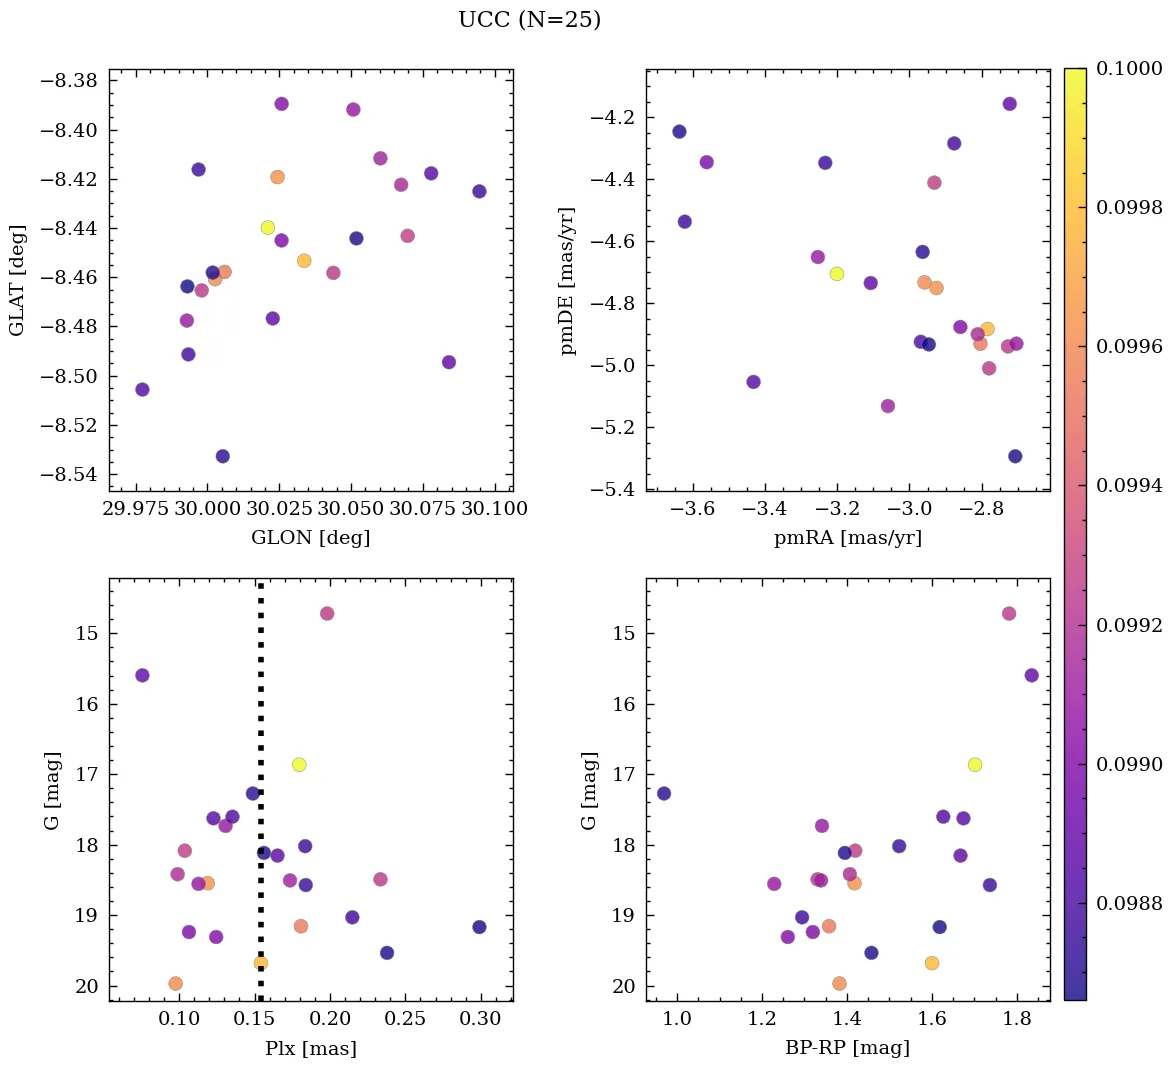 UCC (N=25)
−8.38
−8.40
−8.42
−8.44
−8.46
−8.48
−8.50
−8.52
−8.54
GLAT [deg]
29.975 30.000 30.025 30.050 30.075 30.100
GLON [deg]
−4.2
−4.4
−4.6
−4.8
−5.0
−5.2
−5.4
pmDE [mas/yr]
−3.6 −3.4 −3.2 −3.0 −2.8
pmRA [mas/yr]
0.1000
0.0998
0.0996
0.0994
0.0992
0.0990
0.0988
15
16
17
18
19
20
G [mag]
0.10 0.15 0.20 0.25 0.30
Plx [mas]
15
16
17
18
19
20
G [mag]
1.0 1.2 1.4 1.6 1.8
BP-RP [mag]